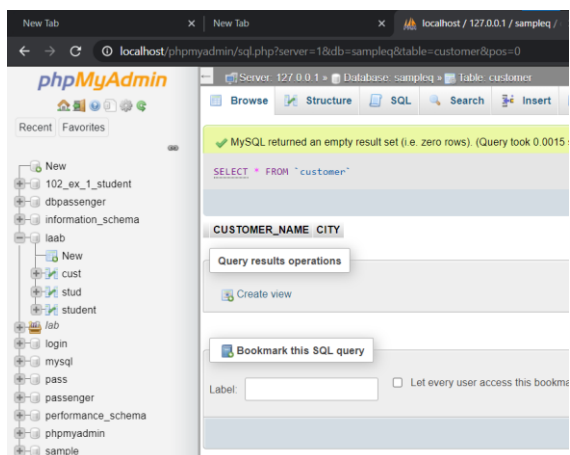 New Tab
New Tab
localhost / 127.0.0.1 / sampleq /
localhost/phpmyadmin/sql.php?server=1&db=sampleq&table=customer&pos=0
phpMyAdmin
Recent Favorites
New
102_ex_1_student
dbpassenger
information_schema
laab
New
cust
stud
student
lab
login
mysql
pass
passenger
performance_schema
phpmyadmin
sample
Server: 127.0.0.1 » Database: sampleq » Table: customer
Browse Structure SQL Search Insert
MySQL returned an empty result set (i.e. zero rows). (Query took 0.0015 s
SELECT * FROM `customer`
CUSTOMER_NAME CITY
Query results operations
Create view
Bookmark this SQL query
Label: Let every user access this bookma